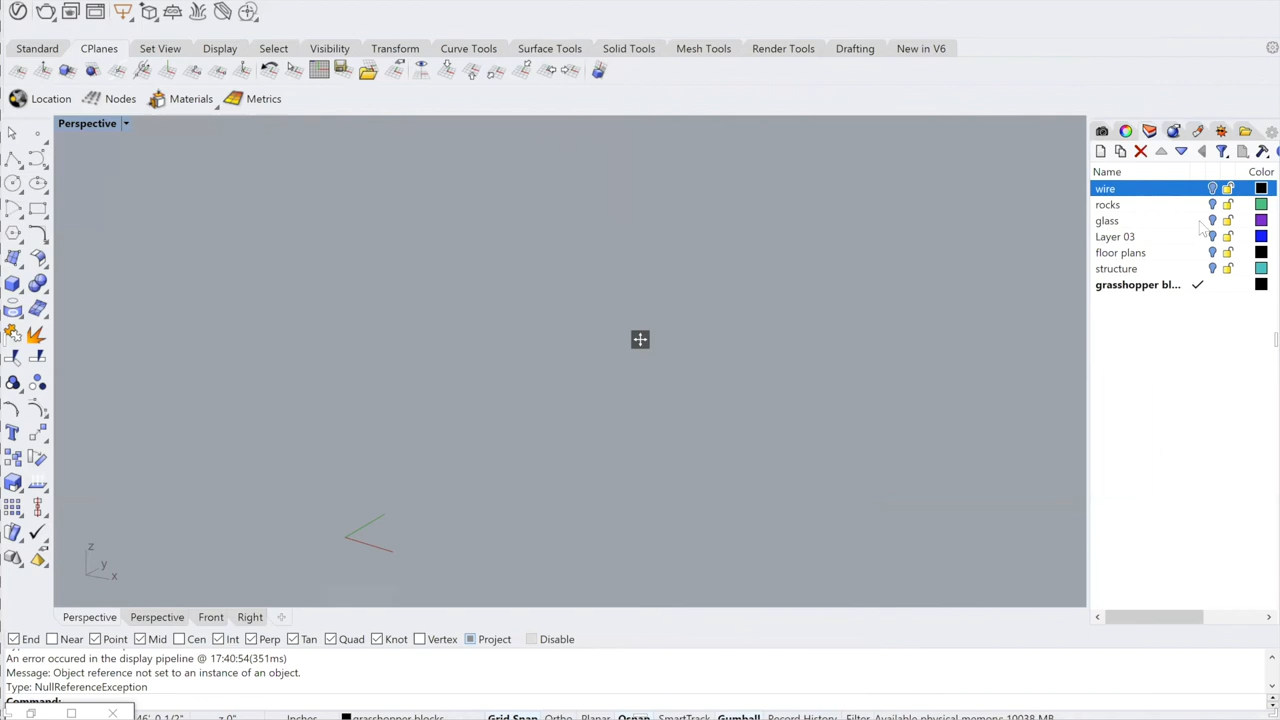 Standard CPlanes Set View Display Select Visibility Transform Curve Tools Surface Tools Solid Tools Mesh Tools Render Tools Drafting New in V6
Location Nodes Materials Metrics
Perspective
Name Color
wire
rocks
glass
Layer 03
floor plans
structure
grasshopper bl...
z
y
x
Perspective Perspective Front Right
End Near Point Mid Cen Int Perp Tan Quad Knot Vertex Project Disable
An error occured in the display pipeline @ 17:40:54(351ms)
Message: Object reference not set to an instance of an object.
Type: NullReferenceException
Command:
46' 0 1/2" z 0" Inches grasshopper blocks Grid Snap Ortho Planar Osnap SmartTrack Gumball Record History Filter Available physical memory: 10038 MB